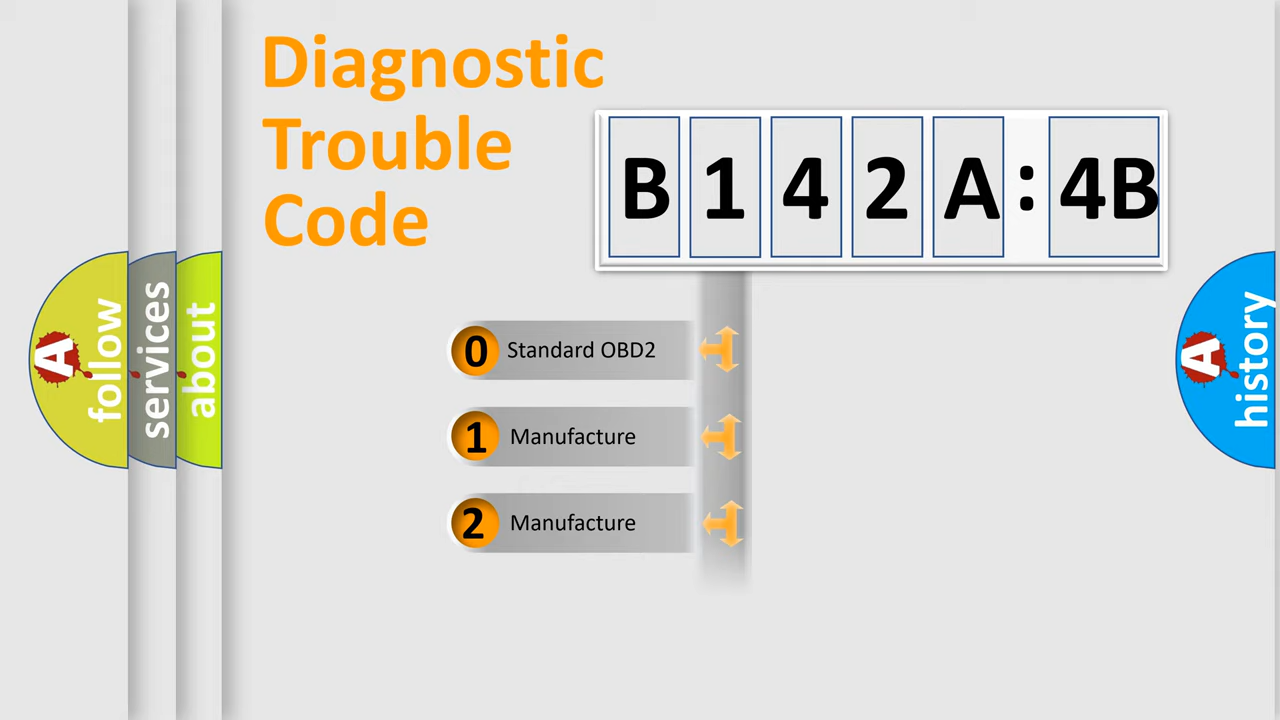 Diagnostic
Trouble
Code
B 1 4 2 A : 4B
0 Standard OBD2
1 Manufacture
2 Manufacture
A follow
services
about
A history